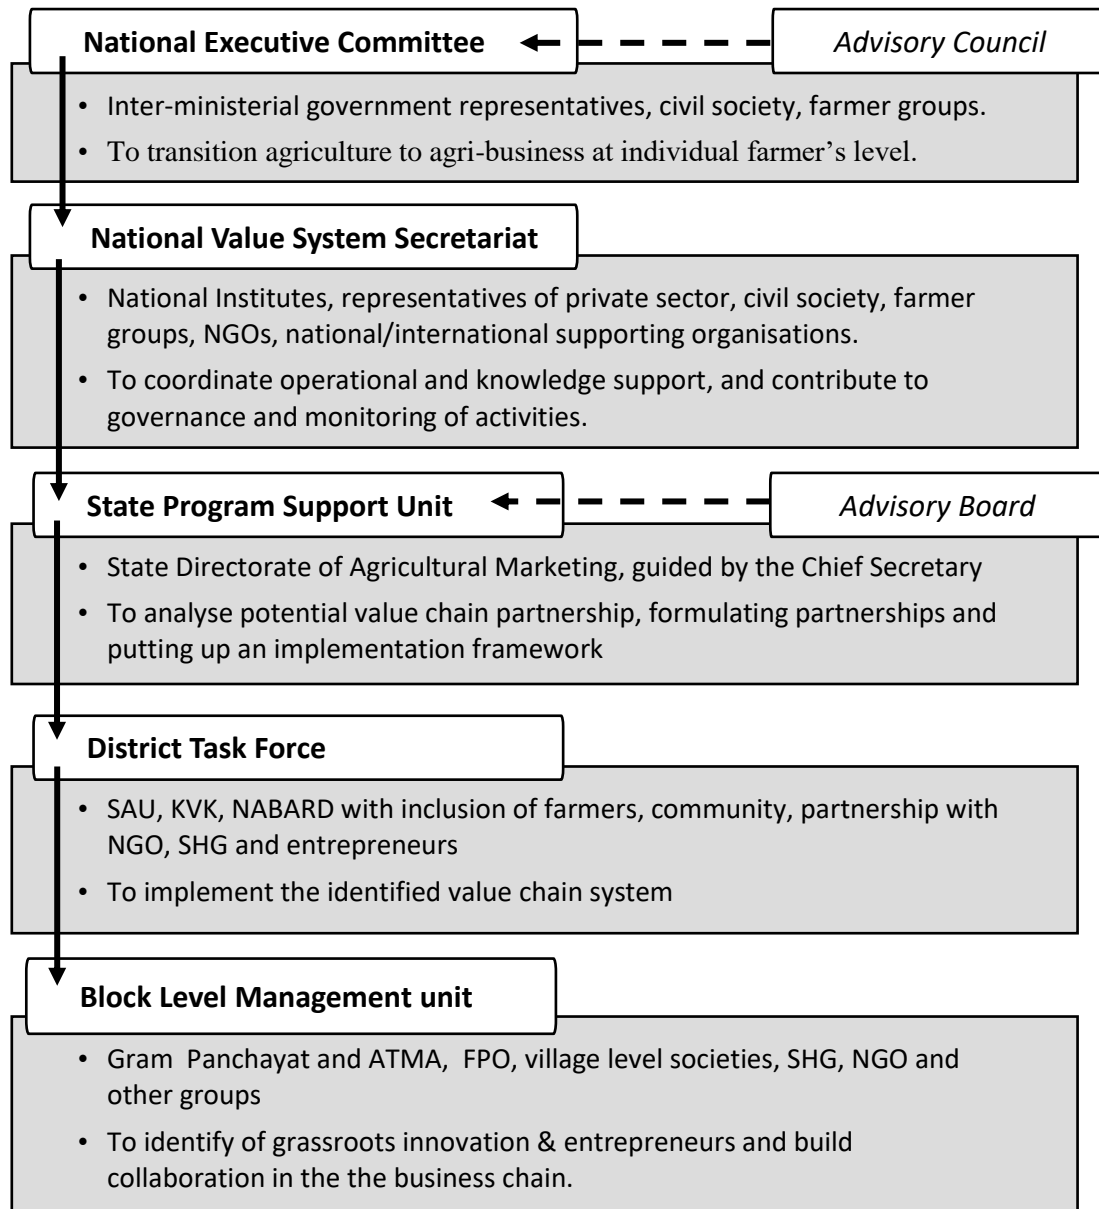 National Executive Committee
Advisory Council
• Inter-ministerial government representatives, civil society, farmer groups.
• To transition agriculture to agri-business at individual farmer’s level.
National Value System Secretariat
• National Institutes, representatives of private sector, civil society, farmer
groups, NGOs, national/international supporting organisations.
• To coordinate operational and knowledge support, and contribute to
governance and monitoring of activities.
State Program Support Unit
Advisory Board
• State Directorate of Agricultural Marketing, guided by the Chief Secretary
• To analyse potential value chain partnership, formulating partnerships and
putting up an implementation framework
District Task Force
• SAU, KVK, NABARD with inclusion of farmers, community, partnership with
NGO, SHG and entrepreneurs
• To implement the identified value chain system
Block Level Management unit
• Gram Panchayat and ATMA, FPO, village level societies, SHG, NGO and
other groups
• To identify of grassroots innovation & entrepreneurs and build
collaboration in the the business chain.